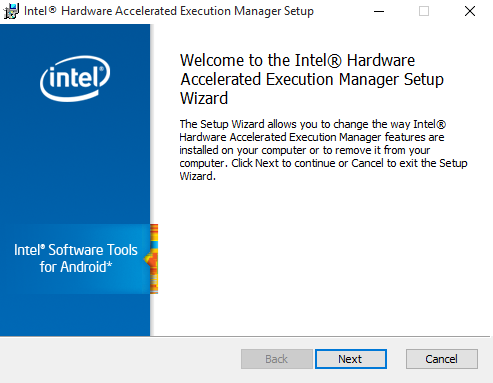 Intel® Hardware Accelerated Execution Manager Setup
intel
Welcome to the Intel® Hardware
Accelerated Execution Manager Setup
Wizard
The Setup Wizard allows you to change the way Intel®
Hardware Accelerated Execution Manager features are
installed on your computer or to remove it from your
computer. Click Next to continue or Cancel to exit the Setup
Wizard.
Intel® Software Tools
for Android*
Back Next Cancel